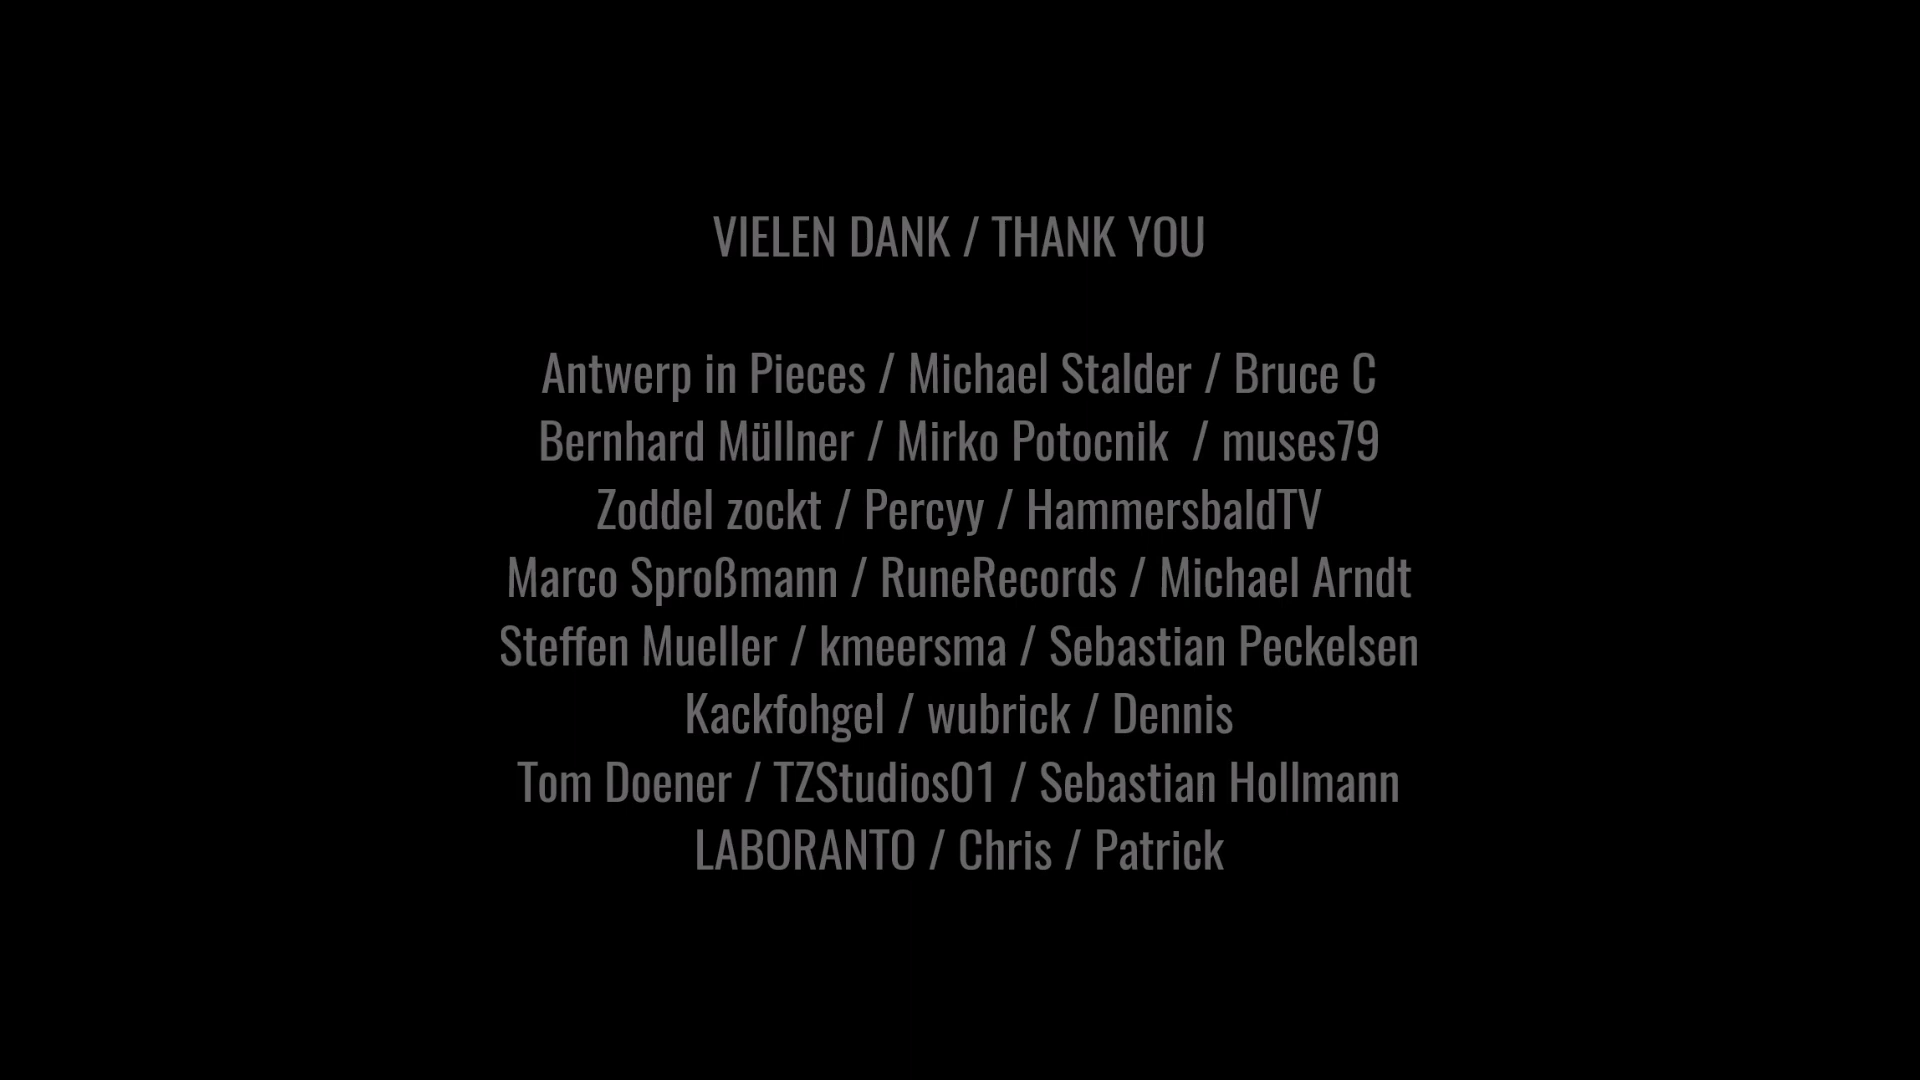 VIELEN DANK / THANK YOU
Antwerp in Pieces / Michael Stalder / Bruce C
Bernhard Müllner / Mirko Potocnik  / muses79
Zoddel zockt / Percyy / HammersbaldTV
Marco Sproßmann / RuneRecords / Michael Arndt
Steffen Mueller / kmeersma / Sebastian Peckelsen
Kackfohgel / wubrick / Dennis
Tom Doener / TZStudios01 / Sebastian Hollmann
LABORANTO / Chris / Patrick